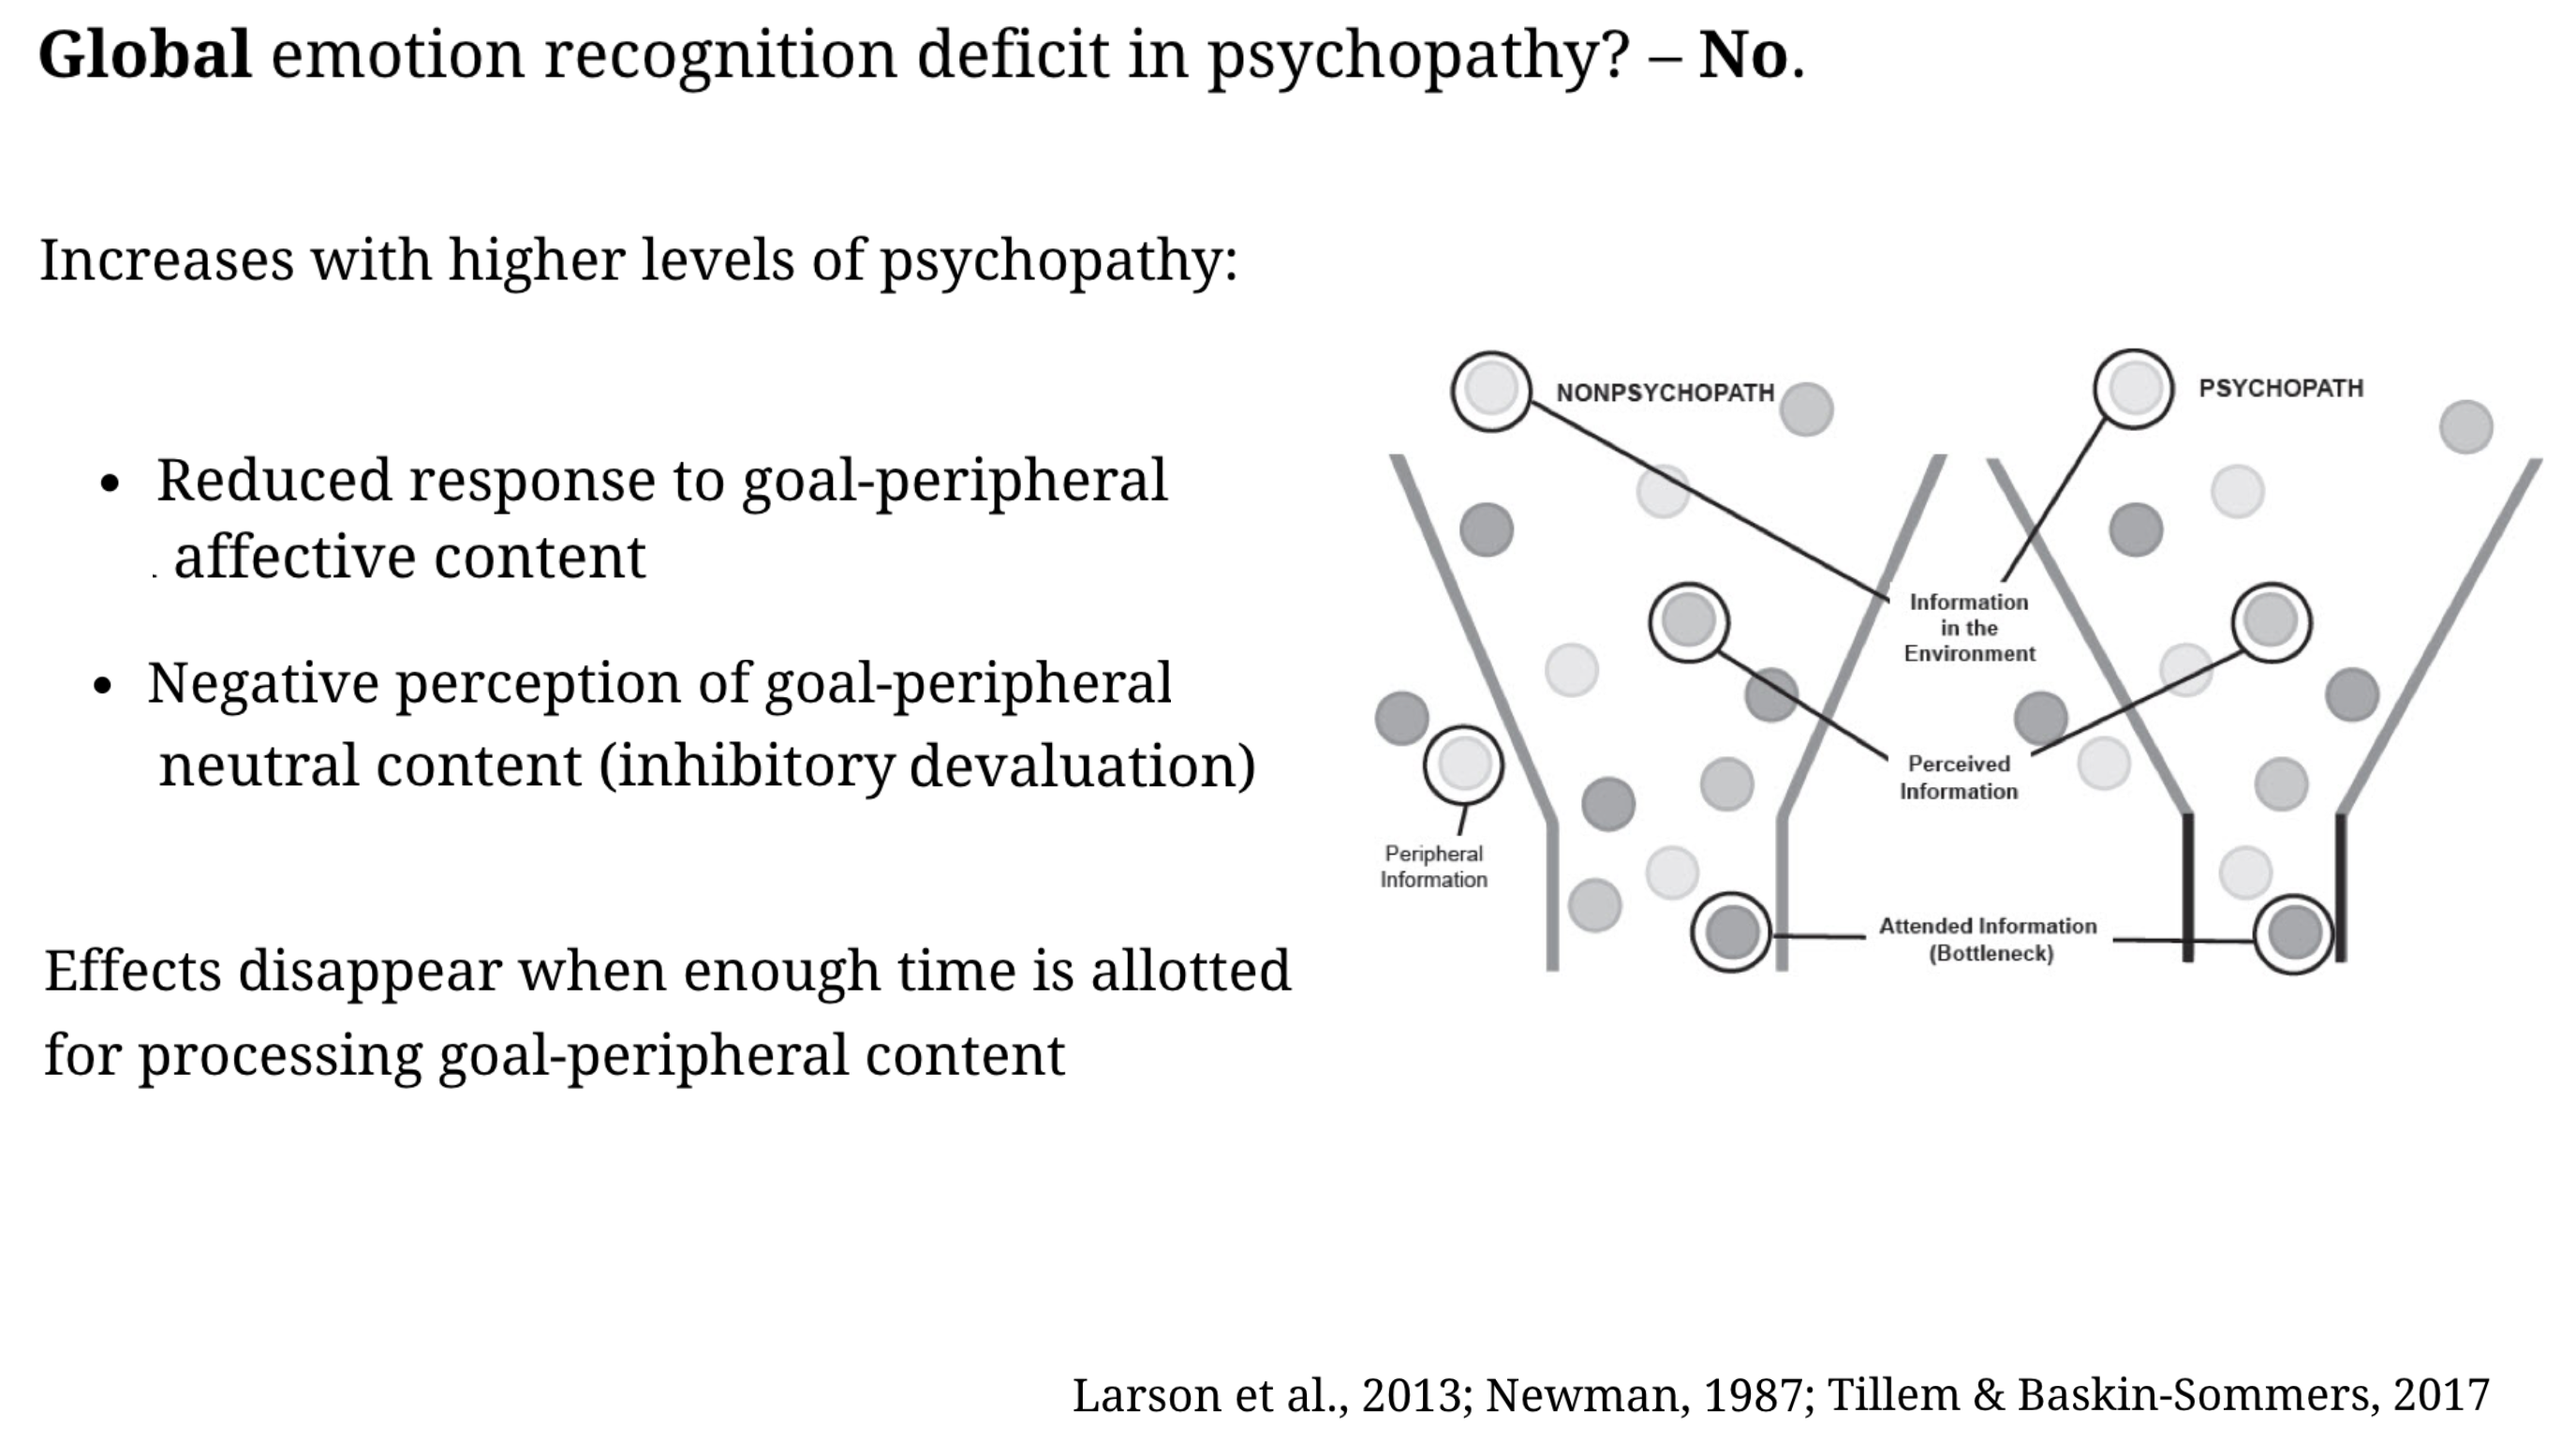 Global emotion recognition deficit in psychopathy? – No.
Increases with higher levels of psychopathy:
• Reduced response to goal-peripheral
. affective content
• Negative perception of goal-peripheral
neutral content (inhibitory devaluation)
Effects disappear when enough time is allotted
for processing goal-peripheral content
NONPSYCHOPATH
PSYCHOPATH
Information
in the
Environment
Perceived
Information
Peripheral
Information
Attended Information
(Bottleneck)
Larson et al., 2013; Newman, 1987; Tillem & Baskin-Sommers, 2017